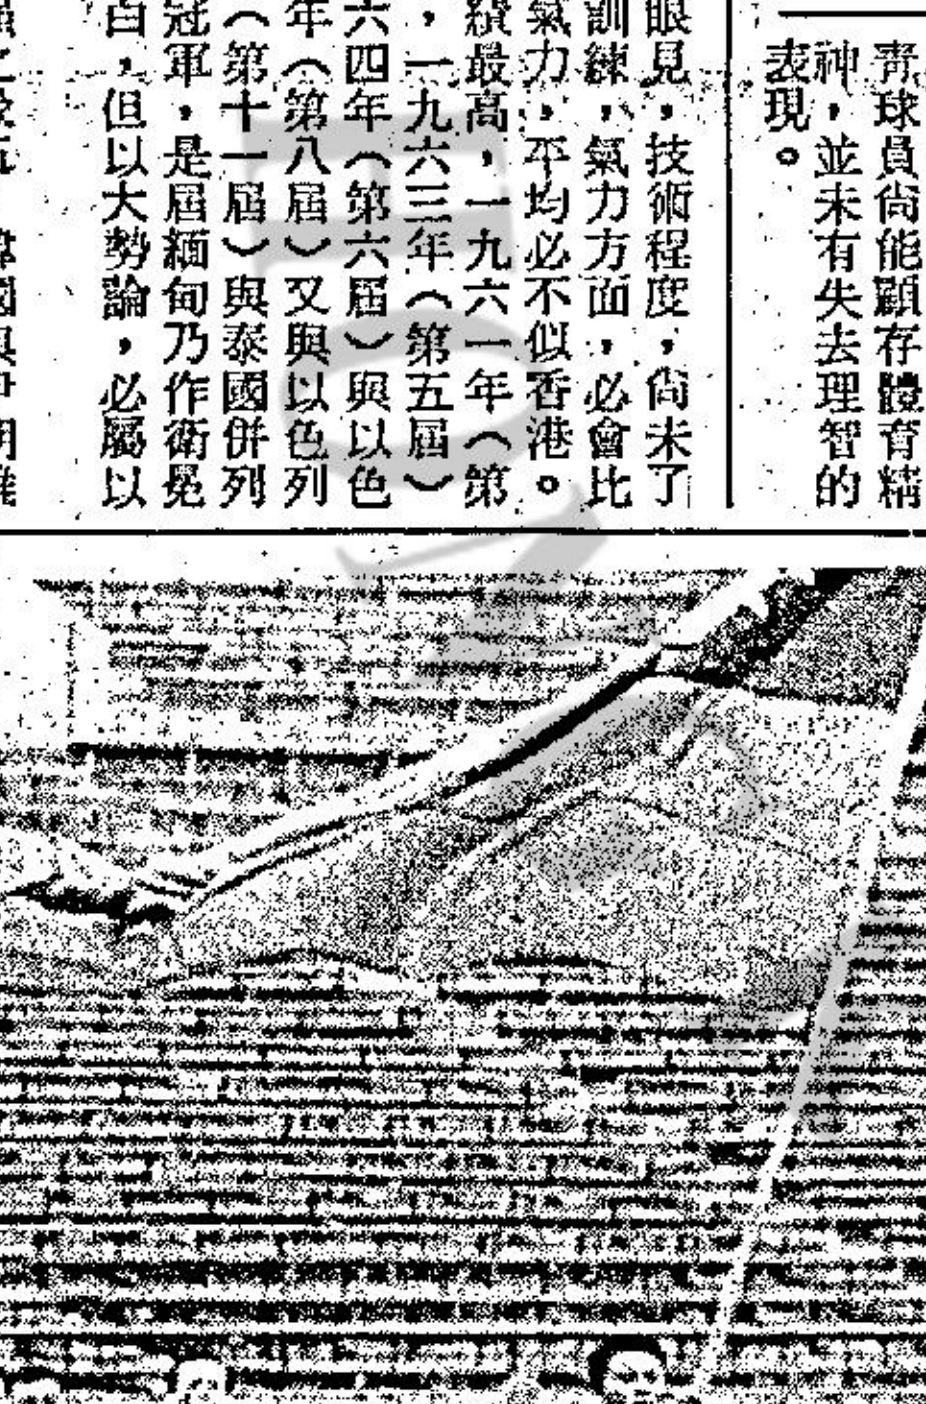 靑球員尙能顧存體育精
神，並未有失去理智的
表現。
眼見，技術程度，尙未了
訓練，氣力方面，必會比
氣力，平均必不似香港。
績最高，一九六一年（第
，一九六三年（第五屆）
六四年（第六屆）與以色
年（第八屆）又與以色列
（第十一屆）與泰國併列
冠軍，是屆緬甸乃作衛冕
白，但以大勢論，必屬以